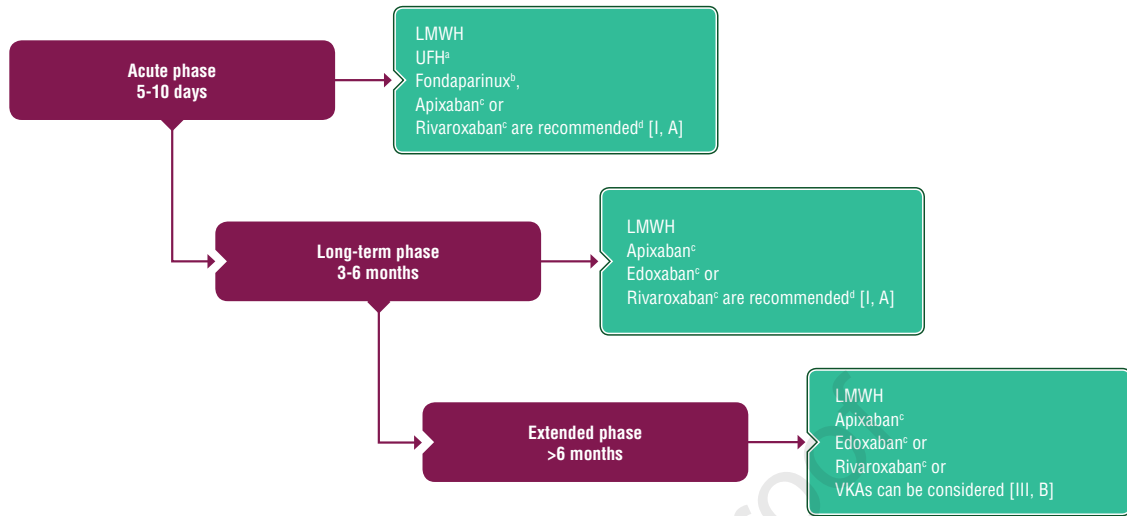 Acute phase
5-10 days
LMWH
UFHᵃ
Fondaparinuxᵇ,
Apixabanᶜ or
Rivaroxabanᶜ are recommendedᵈ [I, A]
Long-term phase
3-6 months
LMWH
Apixabanᶜ
Edoxabanᶜ or
Rivaroxabanᶜ are recommendedᵈ [I, A]
Extended phase
>6 months
LMWH
Apixabanᶜ
Edoxabanᶜ or
Rivaroxabanᶜ or
VKAs can be considered [III, B]